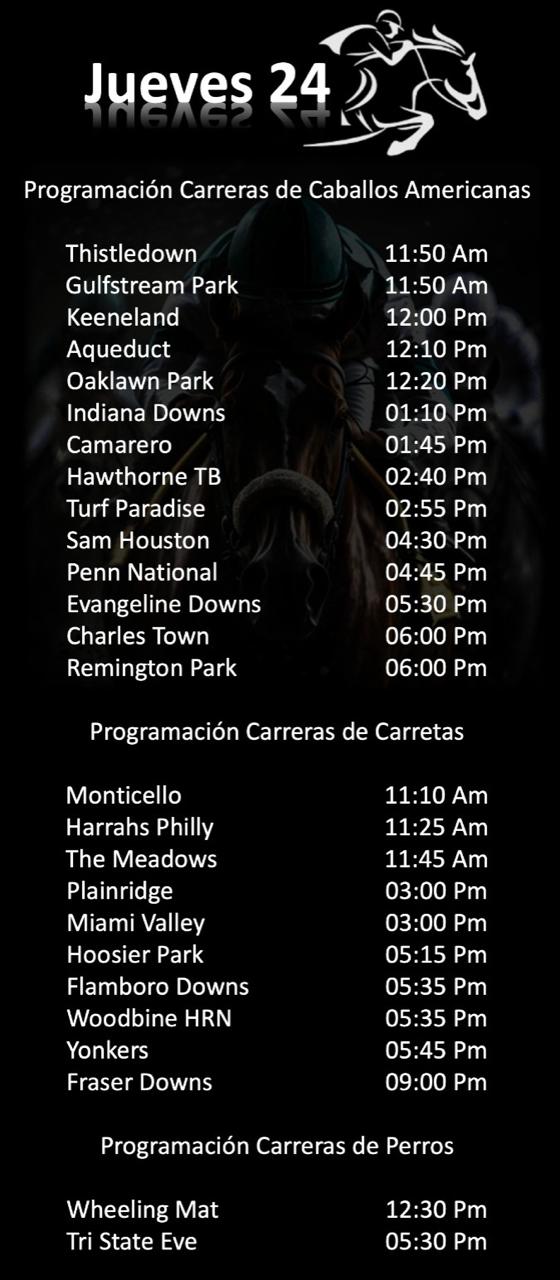 Jueves 24
Programación Carreras de Caballos Americanas
Thistledown 11:50 Am
Gulfstream Park 11:50 Am
Keeneland 12:00 Pm
Aqueduct 12:10 Pm
Oaklawn Park 12:20 Pm
Indiana Downs 01:10 Pm
Camarero 01:45 Pm
Hawthorne TB 02:40 Pm
Turf Paradise 02:55 Pm
Sam Houston 04:30 Pm
Penn National 04:45 Pm
Evangeline Downs 05:30 Pm
Charles Town 06:00 Pm
Remington Park 06:00 Pm
Programación Carreras de Carretas
Monticello 11:10 Am
Harrahs Philly 11:25 Am
The Meadows 11:45 Am
Plainridge 03:00 Pm
Miami Valley 03:00 Pm
Hoosier Park 05:15 Pm
Flamboro Downs 05:35 Pm
Woodbine HRN 05:35 Pm
Yonkers 05:45 Pm
Fraser Downs 09:00 Pm
Programación Carreras de Perros
Wheeling Mat 12:30 Pm
Tri State Eve 05:30 Pm